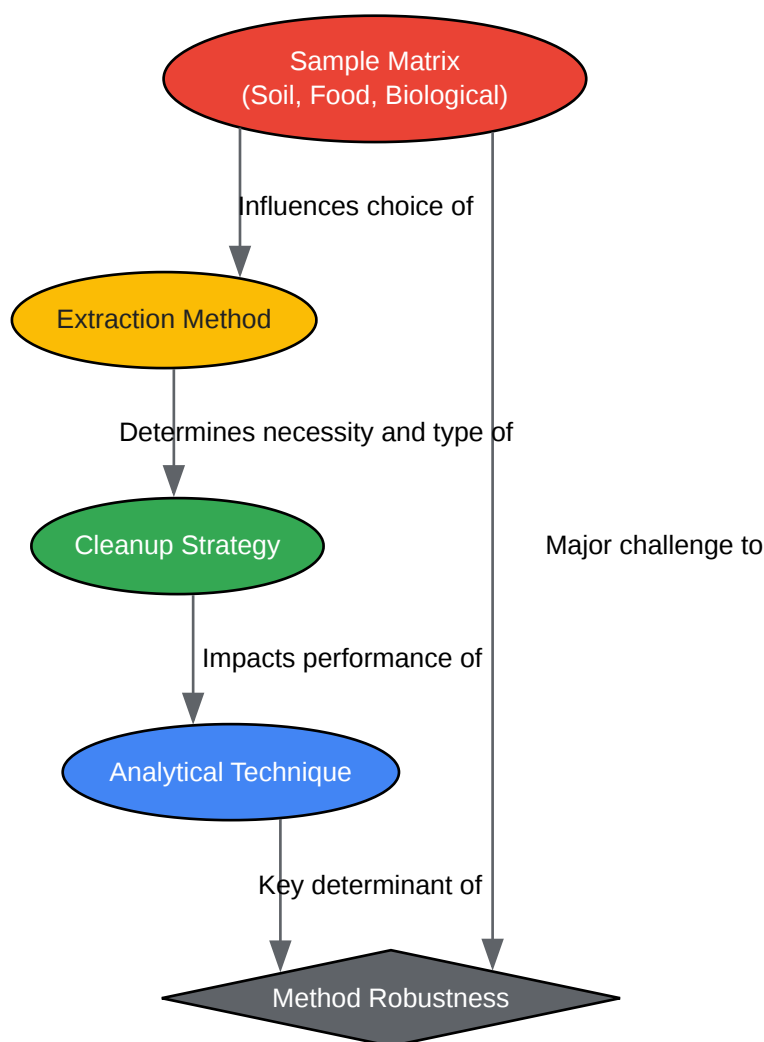 Sample Matrix
(Soil, Food, Biological)
Influences choice of
Extraction Method
Determines necessity and type of
Cleanup Strategy
Major challenge to
Impacts performance of
Analytical Technique
Key determinant of
Method Robustness